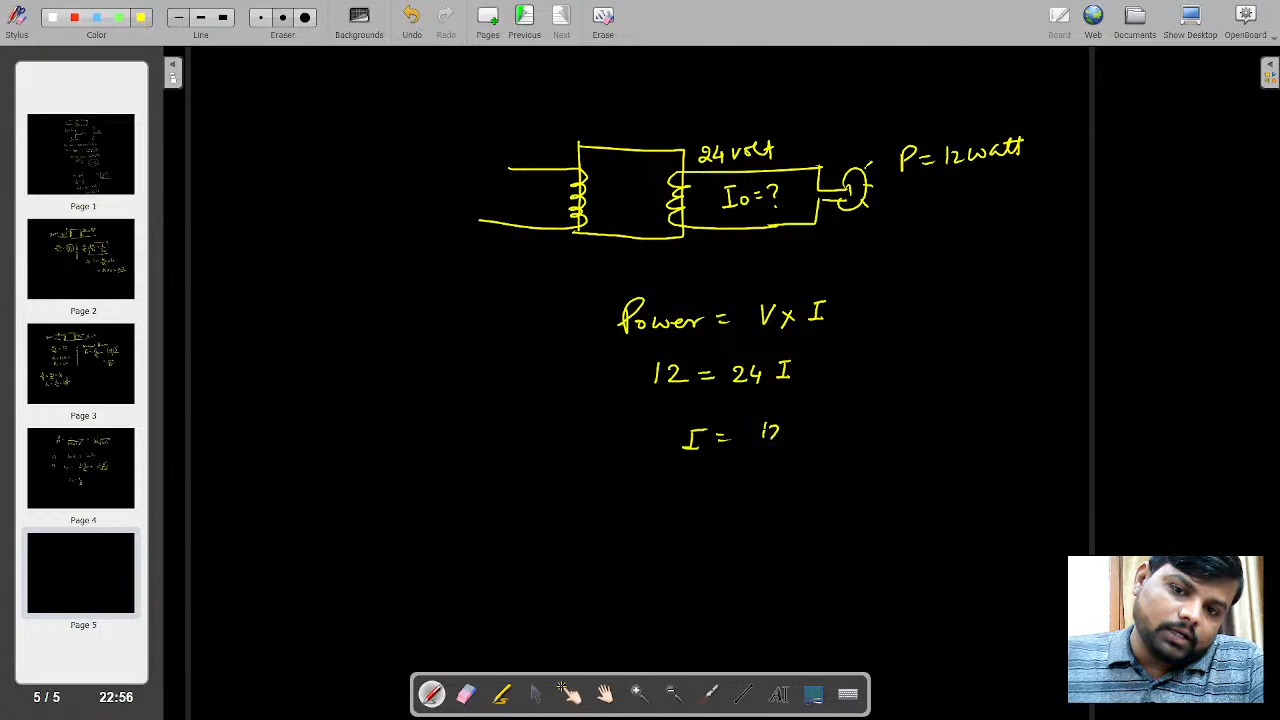 Stylus
Color
Line
Eraser
Backgrounds
Undo
Redo
Pages
Previous
Next
Erase
Board
Web
Documents
Show Desktop
OpenBoard
Page 1
Page 2
Page 3
Page 4
Page 5
5 / 5
22:56
24 volt
P = 12 watt
Io = ?
Power = V x I
12 = 24 I
I = 12
AI